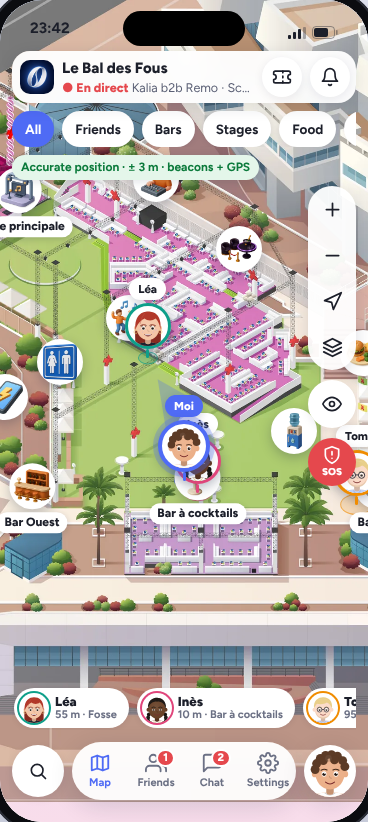 23:42
Le Bal des Fous
En direct Kalia b2b Remo · Sc...
All
Friends
Bars
Stages
Food
Accurate position · ± 3 m · beacons + GPS
e principale
Léa
Moi
ès
Tom
SOS
Bar à cocktails
Bar Ouest
Ba
Léa
55 m · Fosse
Inès
10 m · Bar à cocktails
To
95
1
2
Map
Friends
Chat
Settings